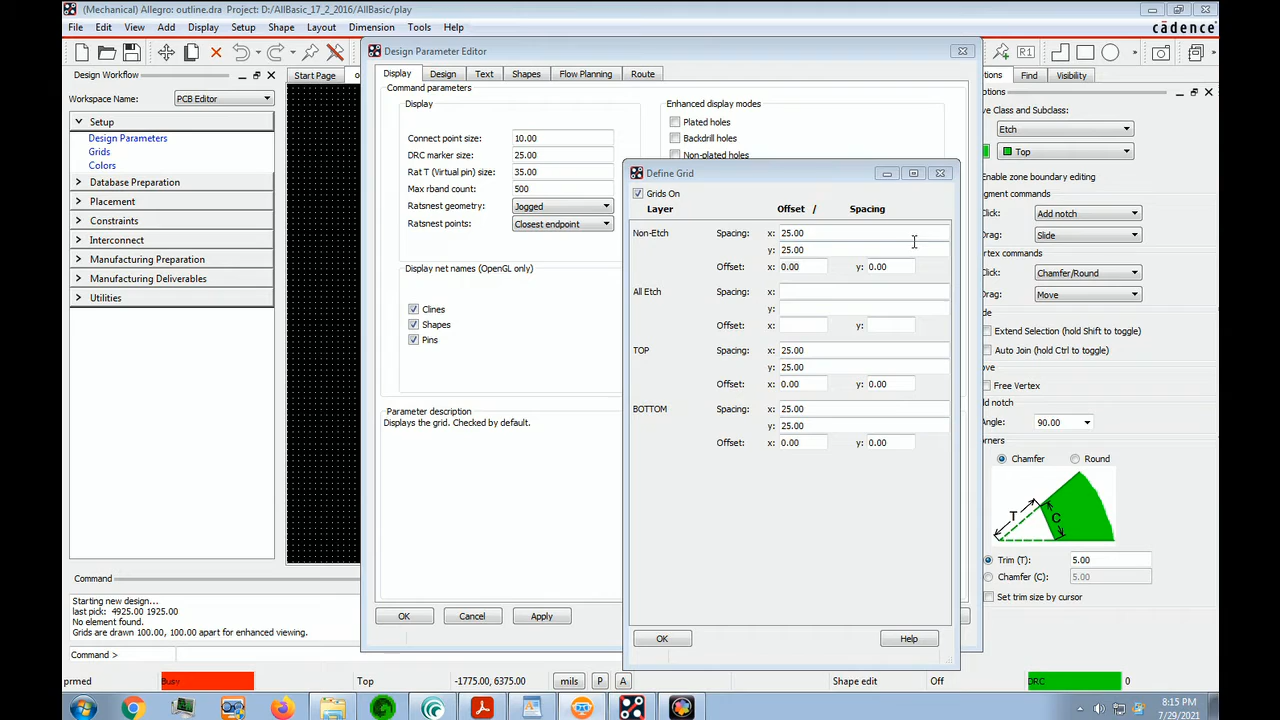 (Mechanical) Allegro: outline.dra Project: D:/AllBasic_17_2_2016/AllBasic/play
File Edit View Add Display Setup Shape Layout Dimension Tools Help
cādence
Design Workflow
Start Page
Workspace Name: PCB Editor
Setup
Design Parameters
Grids
Colors
Database Preparation
Placement
Constraints
Interconnect
Manufacturing Preparation
Manufacturing Deliverables
Utilities
Design Parameter Editor
Display Design Text Shapes Flow Planning Route
Command parameters
Display
Connect point size: 10.00
DRC marker size: 25.00
Rat T (Virtual pin) size: 35.00
Max rband count: 500
Ratsnest geometry: Jogged
Ratsnest points: Closest endpoint
Display net names (OpenGL only)
Clines
Shapes
Pins
Enhanced display modes
Plated holes
Backdrill holes
Non-plated holes
Parameter description
Displays the grid. Checked by default.
OK Cancel Apply
Define Grid
Grids On
Layer Offset / Spacing
Non-Etch Spacing: x: 25.00
y: 25.00
Offset: x: 0.00 y: 0.00
All Etch Spacing: x:
y:
Offset: x: y:
TOP Spacing: x: 25.00
y: 25.00
Offset: x: 0.00 y: 0.00
BOTTOM Spacing: x: 25.00
y: 25.00
Offset: x: 0.00 y: 0.00
OK Help
R1
tions Find Visibility
ptions
ve Class and Subclass:
Etch
Top
Enable zone boundary editing
gment commands
Click: Add notch
Drag: Slide
ertex commands
Click: Chamfer/Round
Drag: Move
de
Extend Selection (hold Shift to toggle)
Auto Join (hold Ctrl to toggle)
ove
Free Vertex
dd notch
Angle: 90.00
orners
Chamfer Round
T C
Trim (T): 5.00
Chamfer (C): 5.00
Set trim size by cursor
Command
Starting new design...
last pick: 4925.00 1925.00
No element found.
Grids are drawn 100.00, 100.00 apart for enhanced viewing.
Command >
prmed Busy Top -1775.00, 6375.00 mils P A Shape edit Off DRC 0
8:15 PM
7/29/2021